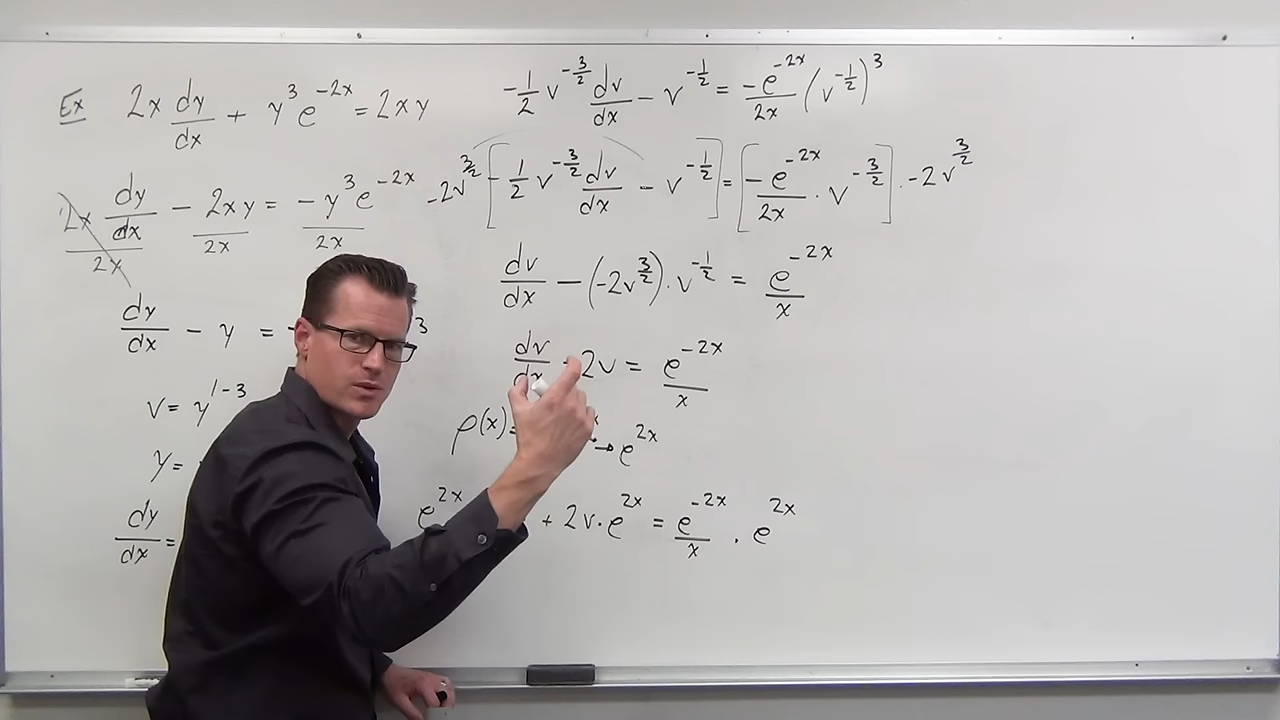 Ex 2x dy/dx + y³e^(-2x) = 2xy
2x dy/dx / 2x − 2xy / 2x = −y³e^(-2x) / 2x
dy/dx − y = − 3
v = y^(1-3)
y =
dy/dx =
−1/2 v^(-3/2) dv/dx − v^(-1/2) = −e^(-2x)/2x (v^(-1/2))³
−2v^(3/2) [−1/2 v^(-3/2) dv/dx − v^(-1/2)] = [−e^(-2x)/2x · v^(-3/2)] · −2v^(3/2)
dv/dx − (−2v^(3/2)) · v^(-1/2) = e^(-2x)/x
dv/dx 2v = e^(-2x)/x
ρ(x) = → e^(2x)
e^(2x) + 2v · e^(2x) = e^(-2x)/x · e^(2x)